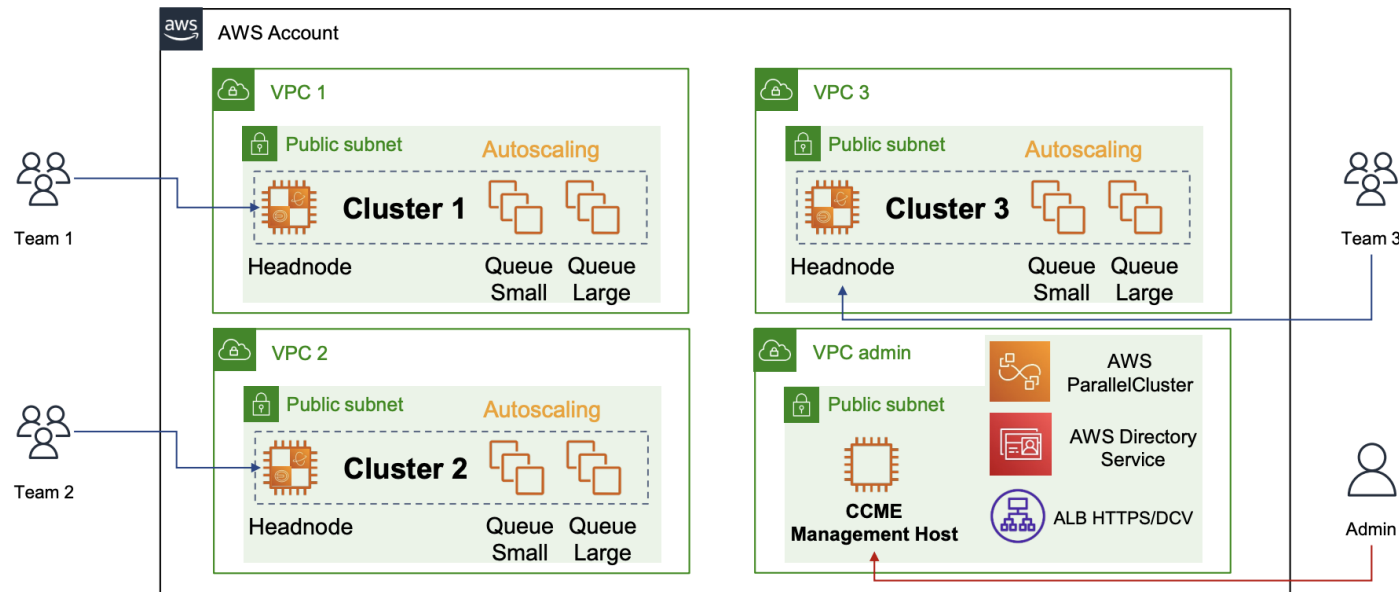 aws
AWS Account
VPC 1
Public subnet
Autoscaling
Cluster 1
Headnode
Queue
Small
Queue
Large
Team 1
VPC 3
Public subnet
Autoscaling
Cluster 3
Headnode
Queue
Small
Queue
Large
Team 3
VPC 2
Public subnet
Autoscaling
Cluster 2
Headnode
Queue
Small
Queue
Large
Team 2
VPC admin
Public subnet
CCME
Management Host
AWS
ParallelCluster
AWS Directory
Service
ALB HTTPS/DCV
Admin